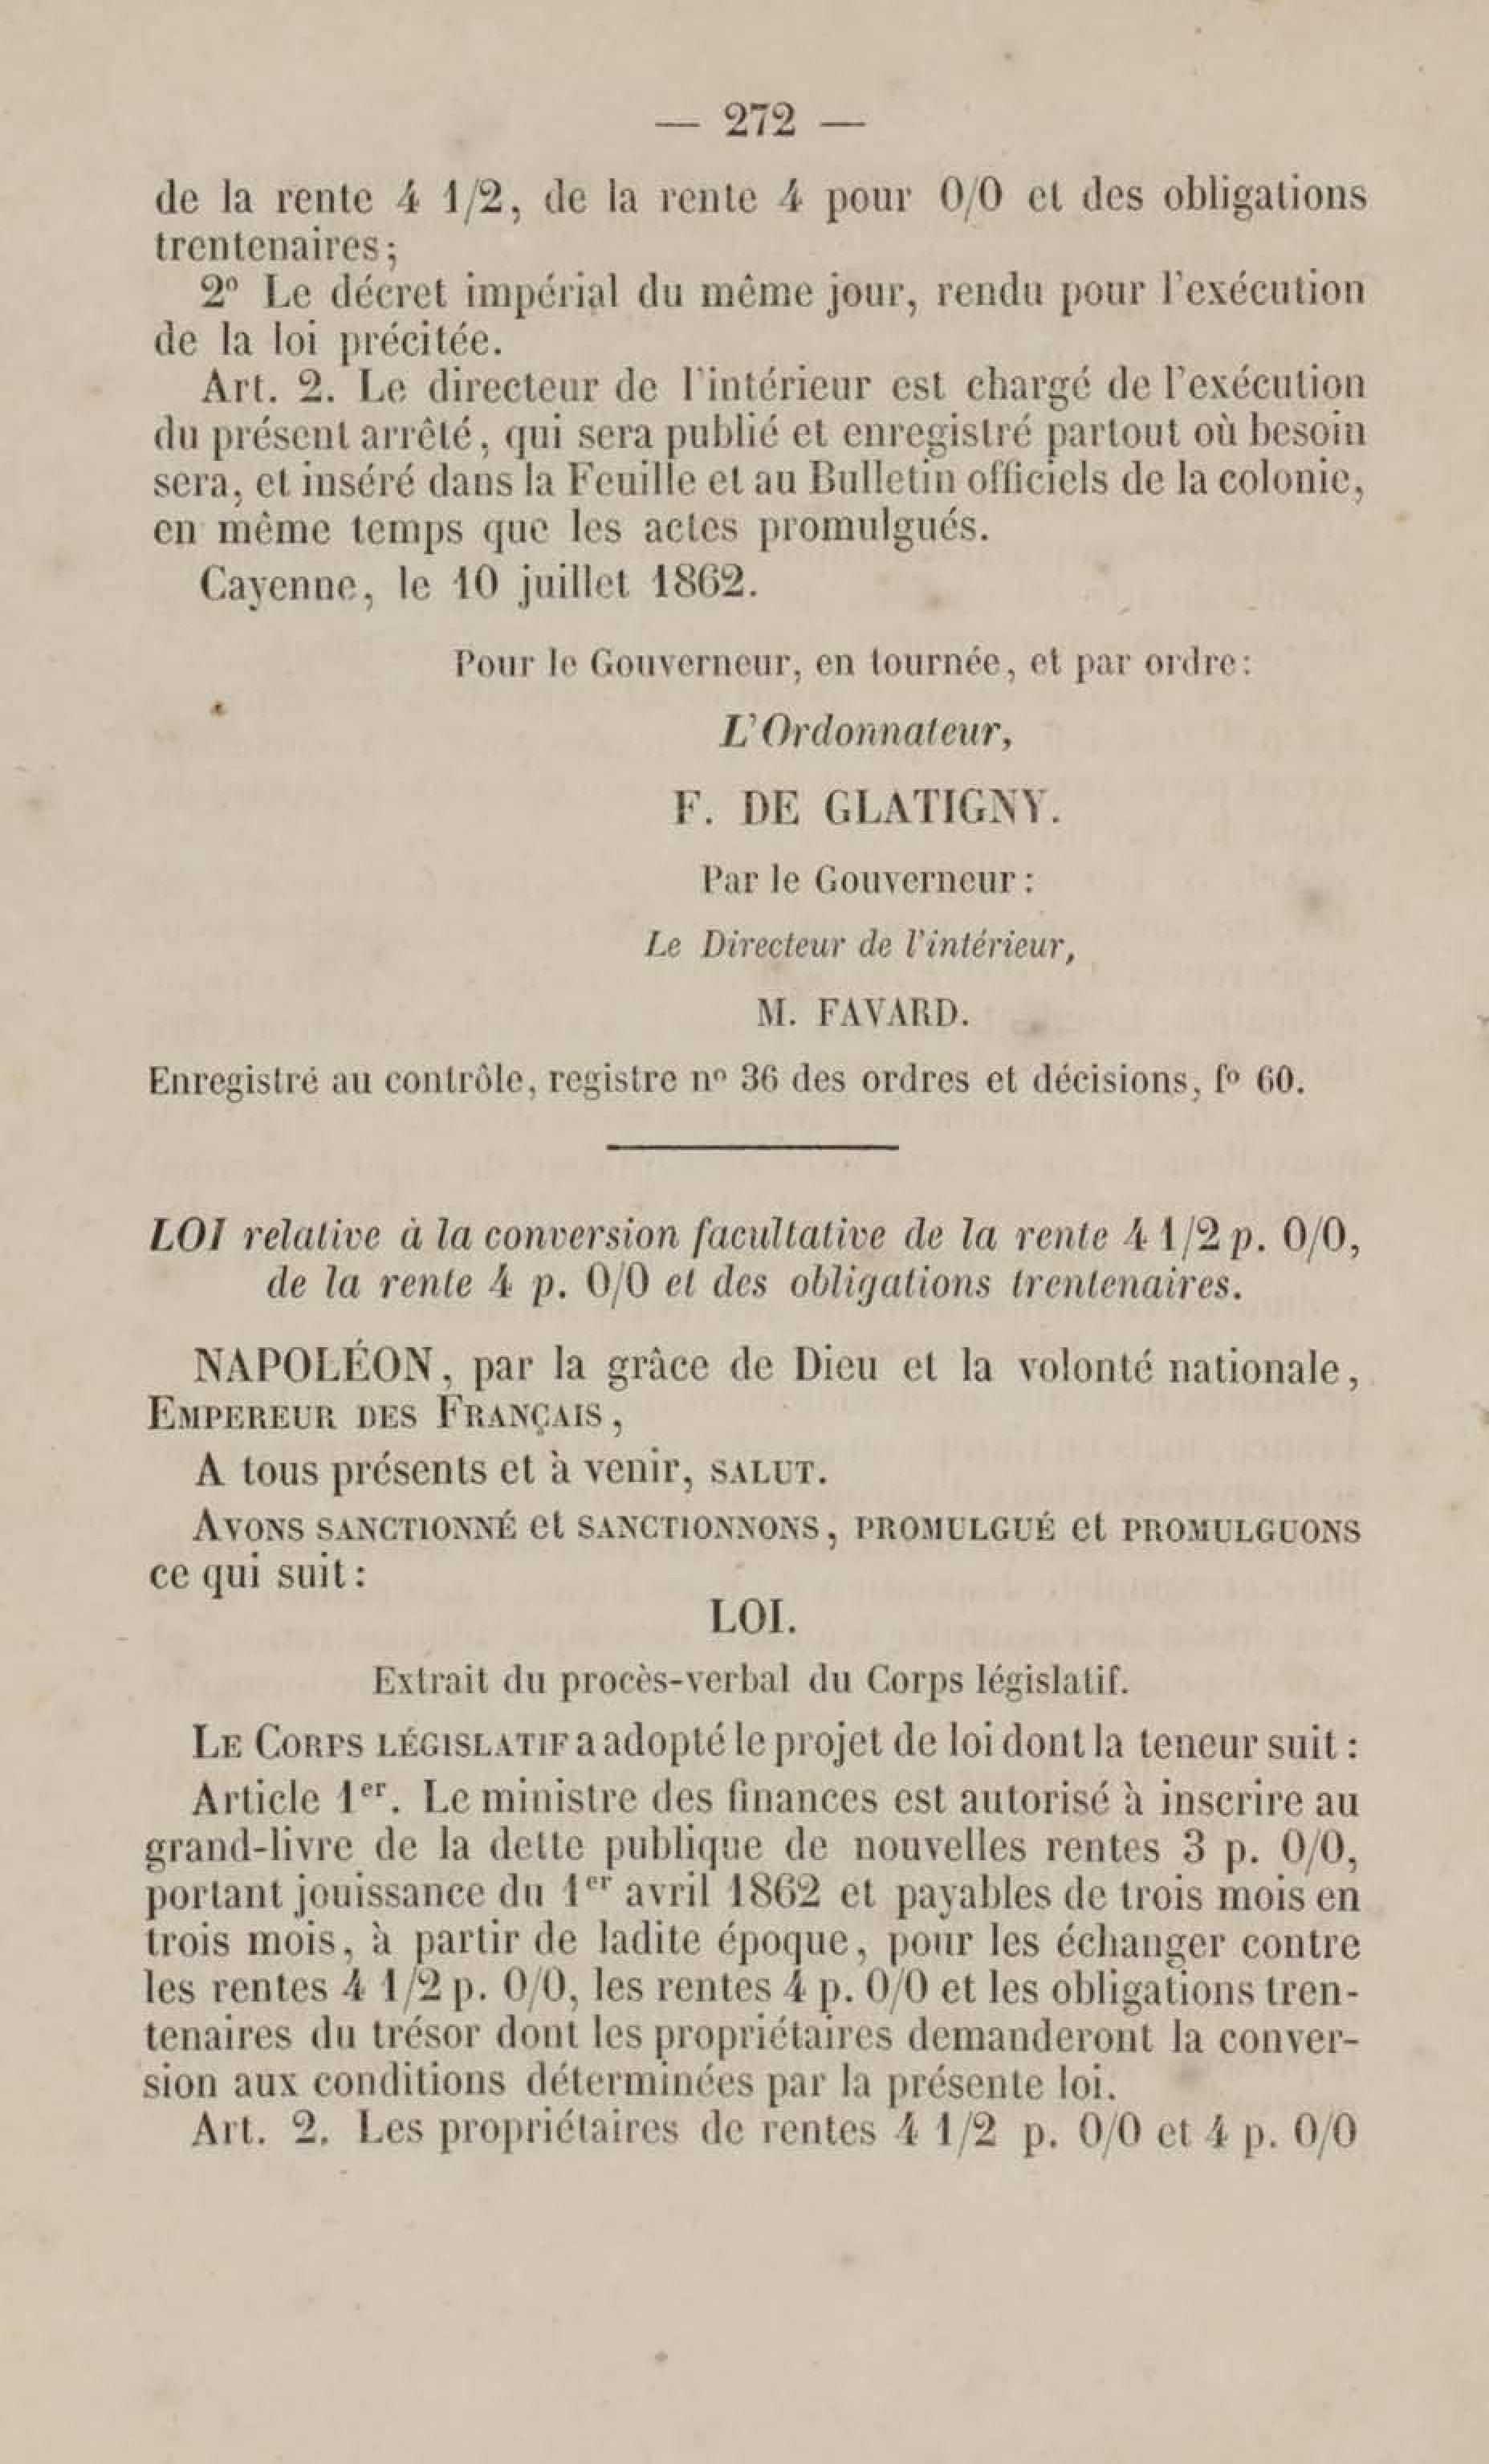 — 272 —
de la rente 4 1/2, de la rente 4 pour 0/0 et des obligations
trentenaires;
2º Le décret impérial du même jour, rendu pour l'exécution
de la loi précitée.
Art. 2. Le directeur de l'intérieur est chargé de l'exécution
du présent arrêté, qui sera publié et enregistré partout où besoin
sera, et inséré dans la Feuille et au Bulletin officiels de la colonie,
en même temps que les actes promulgués.
Cayenne, le 10 juillet 1862.
Pour le Gouverneur, en tournée, et par ordre:
L'Ordonnateur,
F. DE GLATIGNY.
Par le Gouverneur:
Le Directeur de l'intérieur,
M. FAVARD.
Enregistré au contrôle, registre nº 36 des ordres et décisions, fº 60.
LOI relative à la conversion facultative de la rente 4 1/2 p. 0/0,
de la rente 4 p. 0/0 et des obligations trentenaires.
NAPOLÉON, par la grâce de Dieu et la volonté nationale,
EMPEREUR DES FRANÇAIS,
A tous présents et à venir, SALUT.
AVONS SANCTIONNÉ et SANCTIONNONS, PROMULGUÉ et PROMULGUONS
ce qui suit:
LOI.
Extrait du procès-verbal du Corps législatif.
LE CORPS LÉGISLATIF a adopté le projet de loi dont la teneur suit:
Article 1er. Le ministre des finances est autorisé à inscrire au
grand-livre de la dette publique de nouvelles rentes 3 p. 0/0,
portant jouissance du 1er avril 1862 et payables de trois mois en
trois mois, à partir de ladite époque, pour les échanger contre
les rentes 4 1/2 p. 0/0, les rentes 4 p. 0/0 et les obligations tren-
tenaires du trésor dont les propriétaires demanderont la conver-
sion aux conditions déterminées par la présente loi.
Art. 2. Les propriétaires de rentes 4 1/2 p. 0/0 et 4 p. 0/0